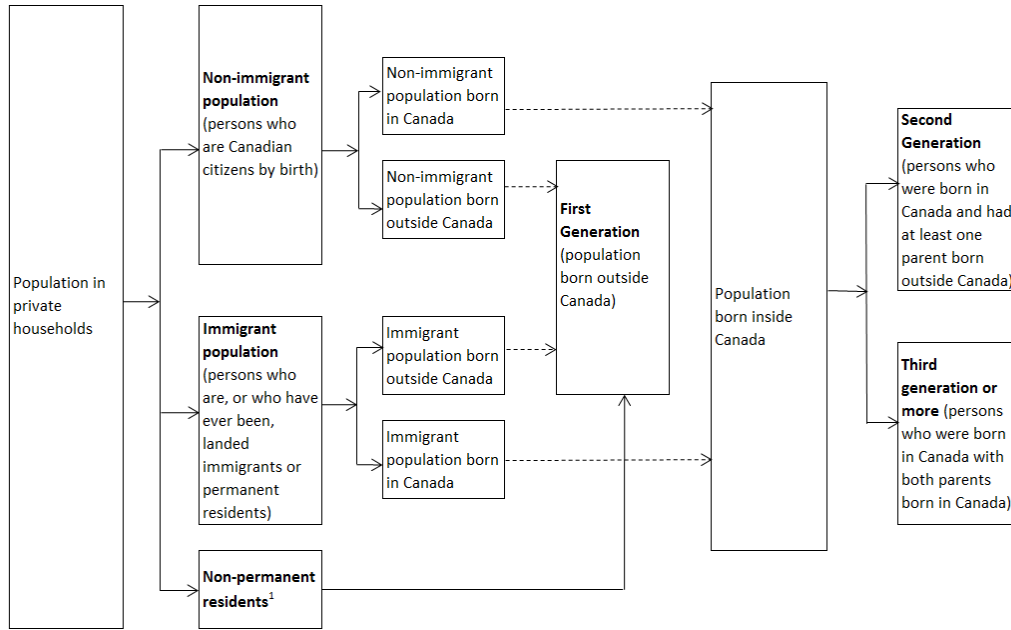 Population in
private
households
Non-immigrant
population
(persons who
are Canadian
citizens by birth)
Immigrant
population
(persons who
are, or who have
ever been,
landed
immigrants or
permanent
residents)
Non-permanent
residents1
Non-immigrant
population born
in Canada
Non-immigrant
population born
outside Canada
Immigrant
population born
outside Canada
Immigrant
population born
in Canada
First
Generation
(population
born outside
Canada)
Population
born inside
Canada
Second
Generation
(persons who
were born in
Canada and had
at least one
parent born
outside Canada)
Third
generation or
more (persons
who were born
in Canada with
both parents
born in Canada)